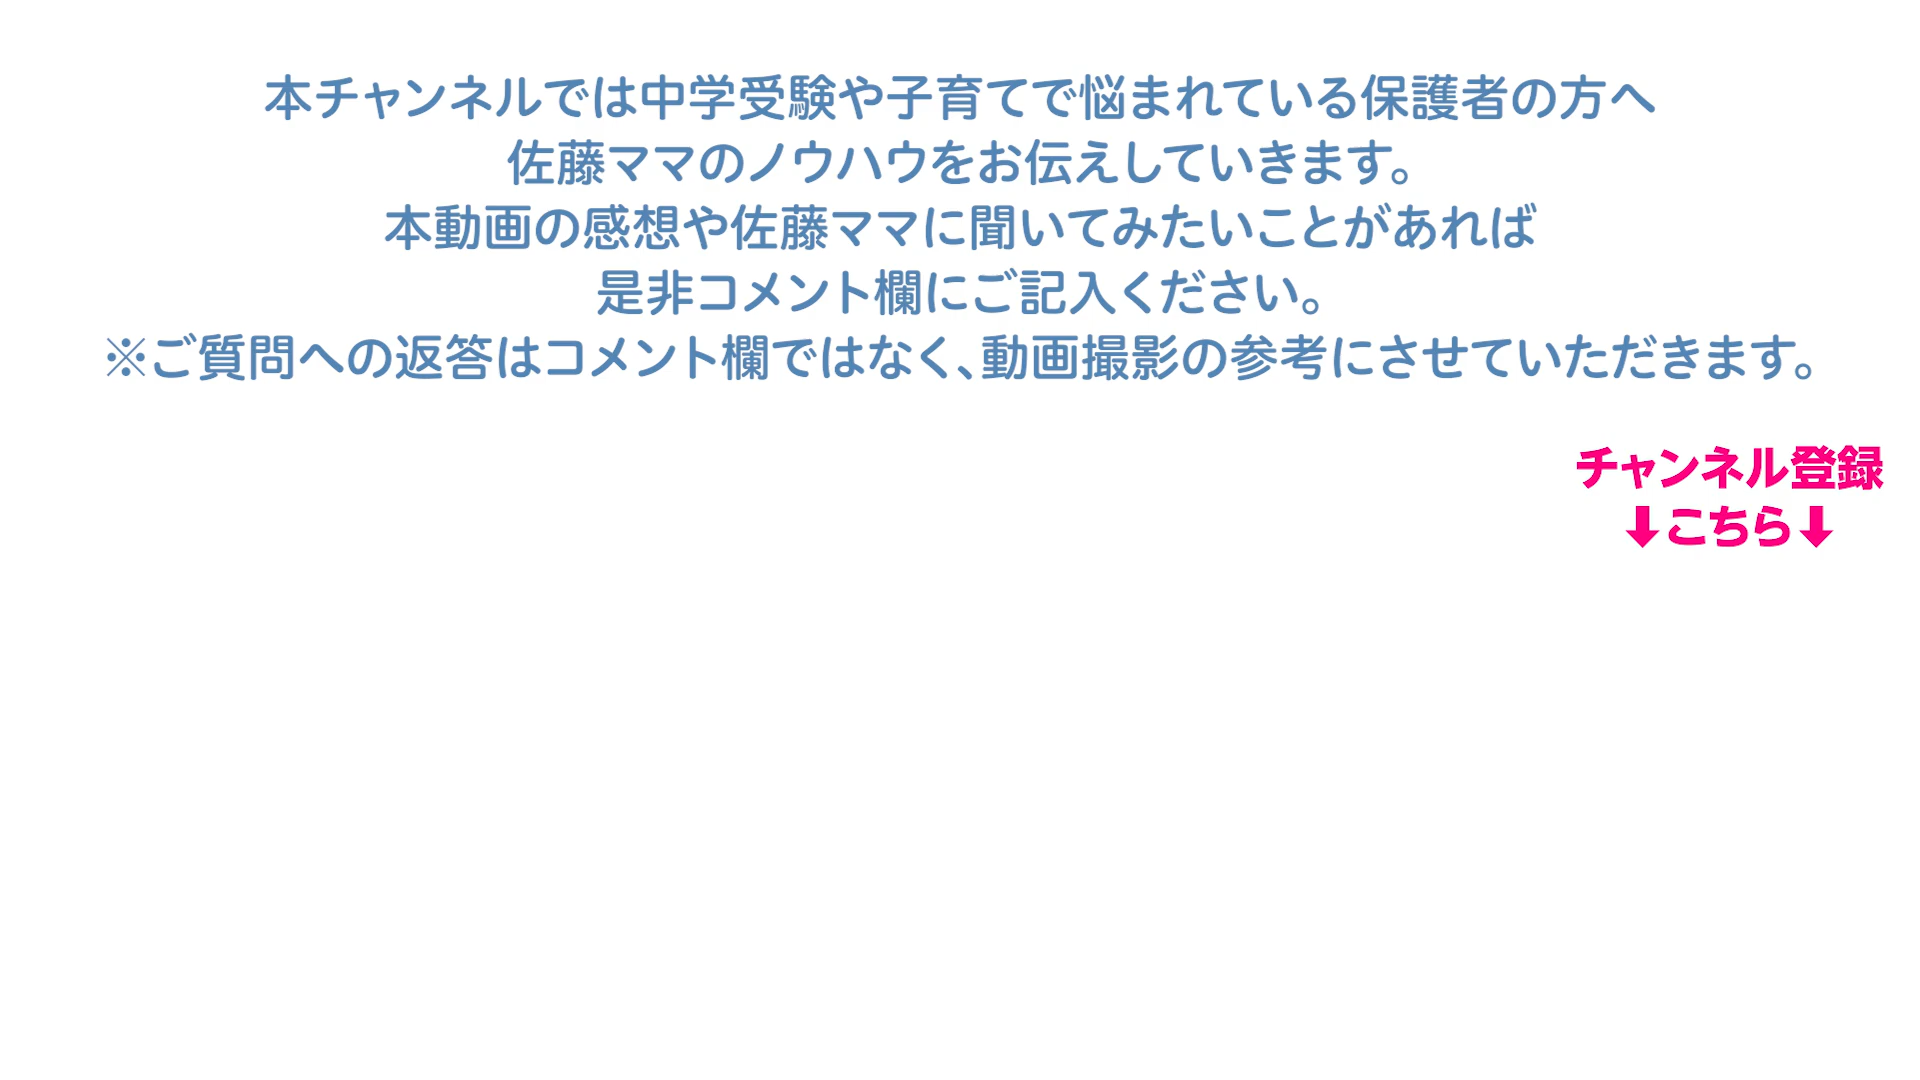 本チャンネルでは中学受験や子育てで悩まれている保護者の方へ
佐藤ママのノウハウをお伝えしていきます。
本動画の感想や佐藤ママに聞いてみたいことがあれば
是非コメント欄にご記入ください。
※ご質問への返答はコメント欄ではなく、動画撮影の参考にさせていただきます。
チャンネル登録
⬇こちら⬇